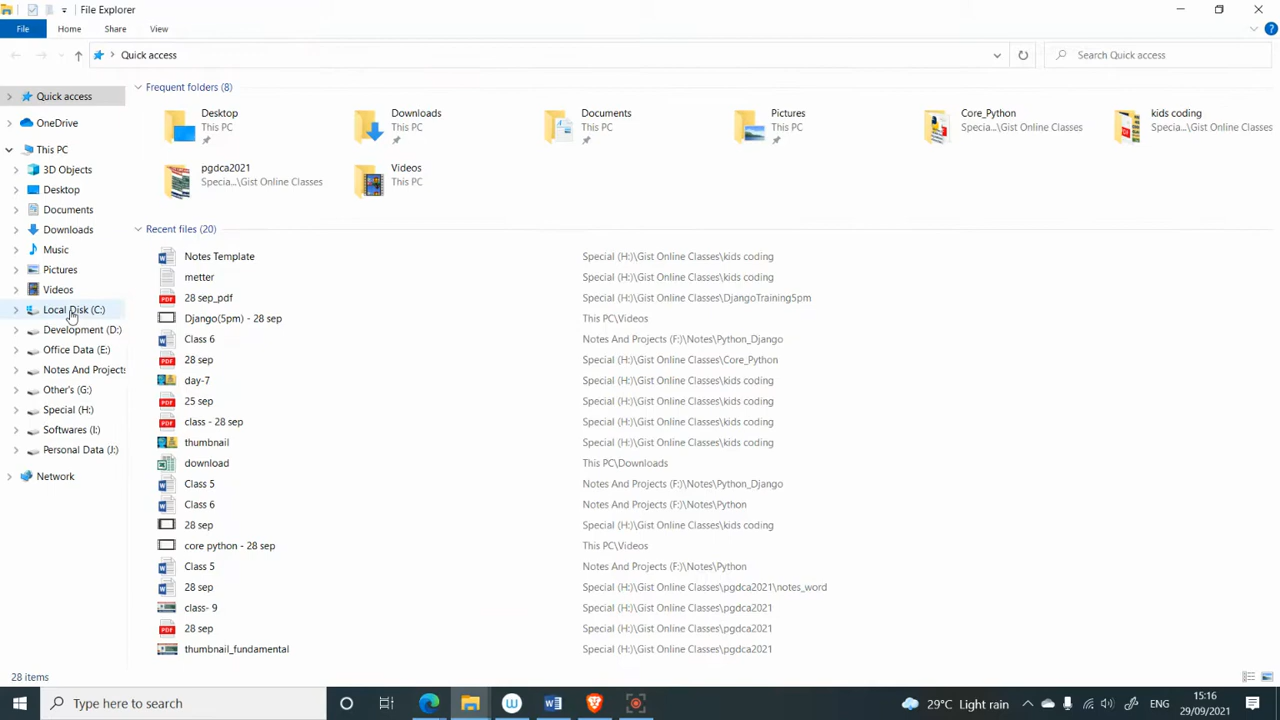 File Explorer
File Home Share View
Quick access
Search Quick access
Quick access
OneDrive
This PC
3D Objects
Desktop
Documents
Downloads
Music
Pictures
Videos
Local Disk (C:)
Development (D:)
Office Data (E:)
Notes And Projects
Other's (G:)
Special (H:)
Softwares (I:)
Personal Data (J:)
Network
Frequent folders (8)
Desktop
This PC
Downloads
This PC
Documents
This PC
Pictures
This PC
Core_Python
Specia...\Gist Online Classes
kids coding
Specia...\Gist Online Classes
pgdca2021
Specia...\Gist Online Classes
Videos
This PC
Recent files (20)
Notes Template Special (H:)\Gist Online Classes\kids coding
metter Special (H:)\Gist Online Classes\kids coding
28 sep_pdf Special (H:)\Gist Online Classes\DjangoTraining5pm
Django(5pm) - 28 sep This PC\Videos
Class 6 Notes And Projects (F:)\Notes\Python_Django
28 sep Special (H:)\Gist Online Classes\Core_Python
day-7 Special (H:)\Gist Online Classes\kids coding
25 sep Special (H:)\Gist Online Classes\kids coding
class - 28 sep Special (H:)\Gist Online Classes\kids coding
thumbnail Special (H:)\Gist Online Classes\kids coding
download This PC\Downloads
Class 5 Notes And Projects (F:)\Notes\Python_Django
Class 6 Notes And Projects (F:)\Notes\Python
28 sep Special (H:)\Gist Online Classes\kids coding
core python - 28 sep This PC\Videos
Class 5 Notes And Projects (F:)\Notes\Python
28 sep Special (H:)\Gist Online Classes\pgdca2021\notes_word
class- 9 Special (H:)\Gist Online Classes\pgdca2021
28 sep Special (H:)\Gist Online Classes\pgdca2021
thumbnail_fundamental Special (H:)\Gist Online Classes\pgdca2021
28 items
Type here to search
29°C Light rain
ENG
15:16
29/09/2021